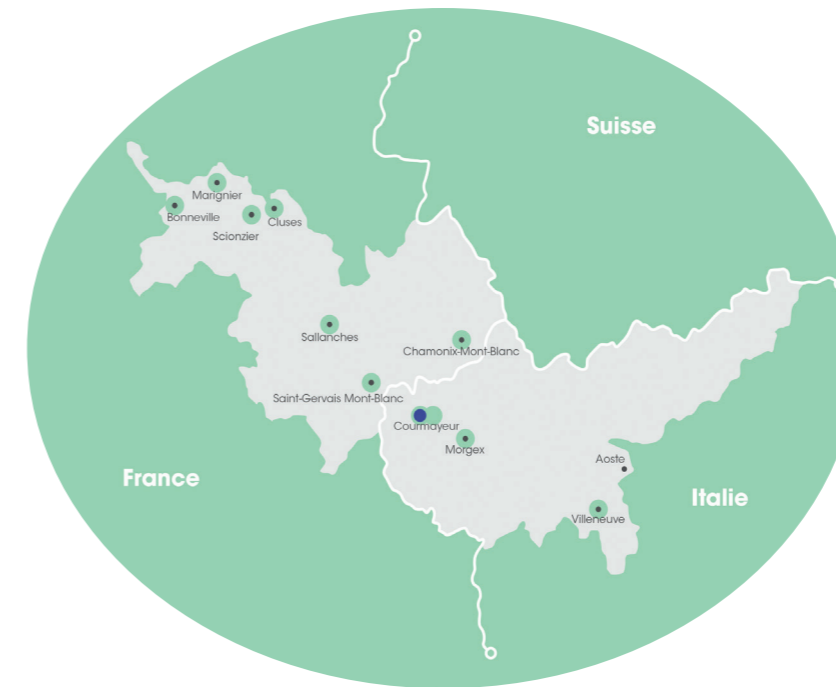 Suisse
Marignier
Bonneville
Cluses
Scionzier
Sallanches
Chamonix-Mont-Blanc
Saint-Gervais Mont-Blanc
Courmayeur
Morgex
Aoste
France
Italie
Villeneuve